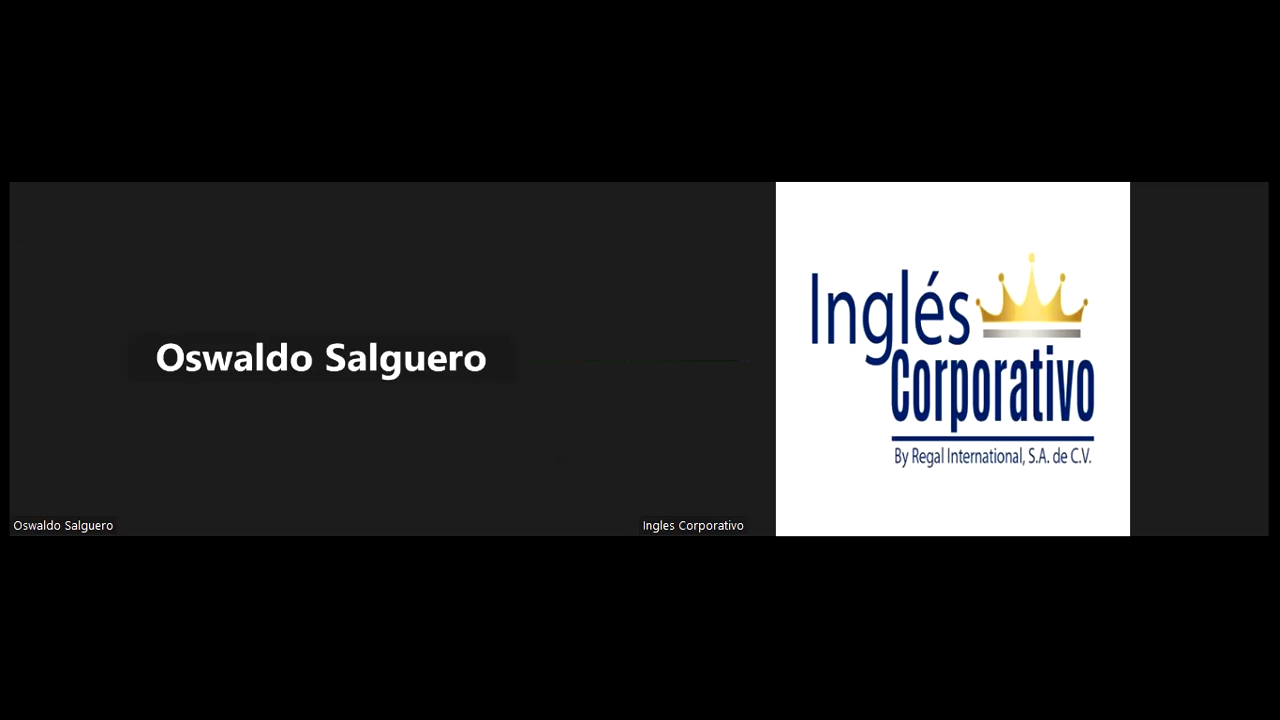 Oswaldo Salguero
Oswaldo Salguero
Ingles Corporativo
Inglés
Corporativo
By Regal International, S.A. de C.V.